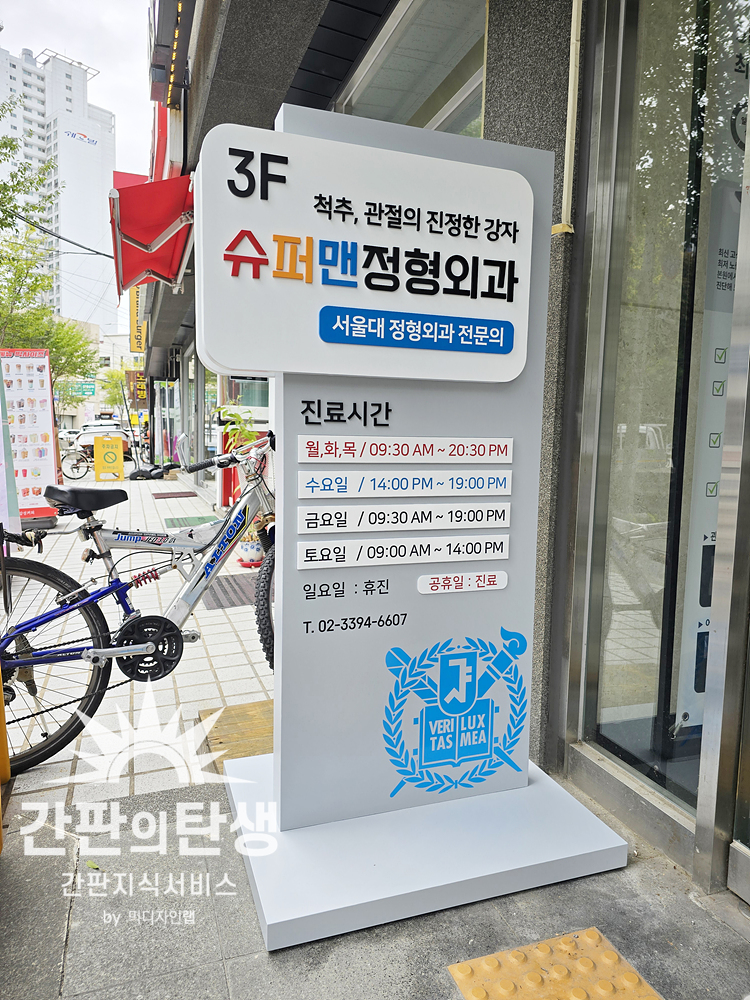 3F
척추, 관절의 진정한 강자
슈퍼맨정형외과
서울대 정형외과 전문의
진료시간
월,화,목 / 09:30 AM ~ 20:30 PM
수요일 / 14:00 PM ~ 19:00 PM
금요일 / 09:30 AM ~ 19:00 PM
토요일 / 09:00 AM ~ 14:00 PM
일요일 : 휴진
공휴일 : 진료
T. 02-3394-6607
VERI LUX
TAS MEA
ALTON
간판의탄생
간판지식서비스
by 떡디자인랩